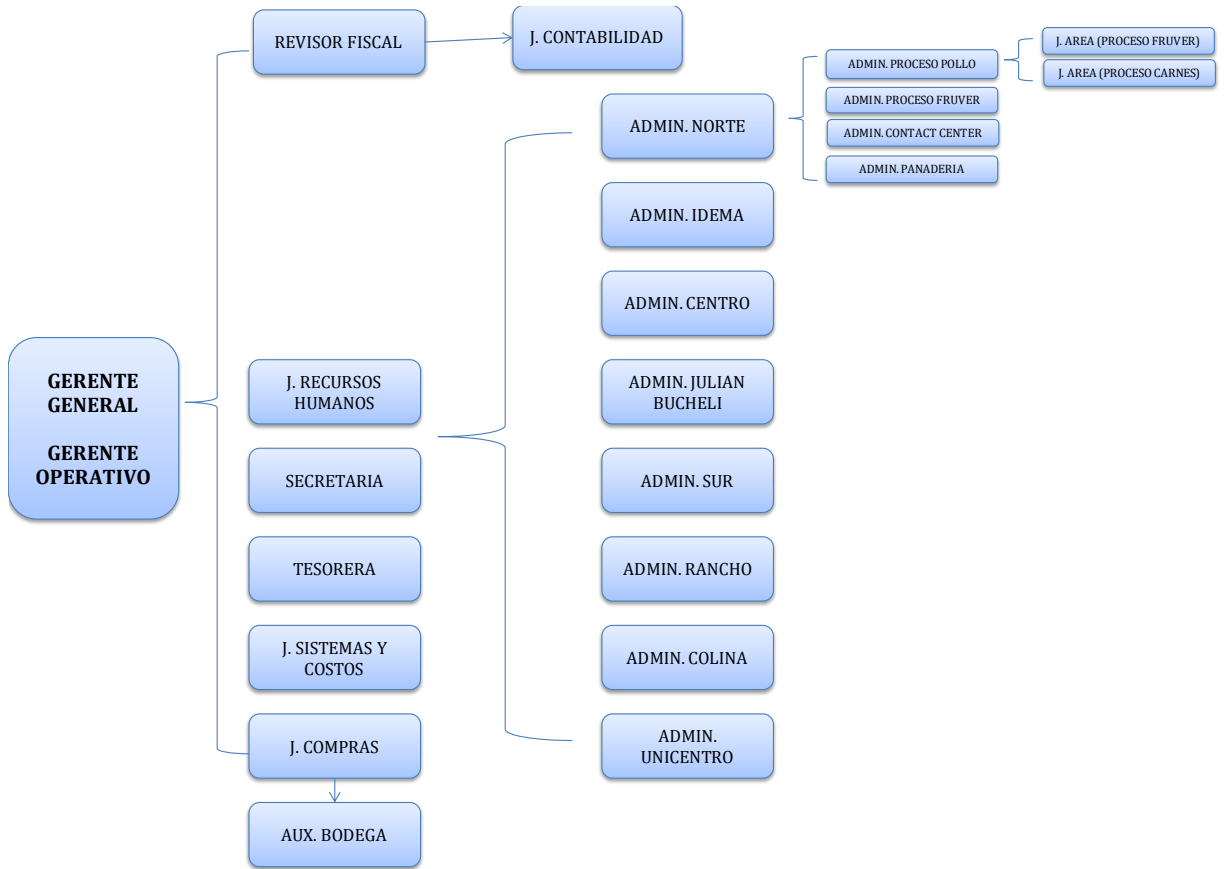 GERENTE
GENERAL
GERENTE
OPERATIVO
REVISOR FISCAL
J. CONTABILIDAD
J. RECURSOS
HUMANOS
SECRETARIA
TESORERA
J. SISTEMAS Y
COSTOS
J. COMPRAS
AUX. BODEGA
ADMIN. NORTE
ADMIN. IDEMA
ADMIN. CENTRO
ADMIN. JULIAN
BUCHELI
ADMIN. SUR
ADMIN. RANCHO
ADMIN. COLINA
ADMIN.
UNICENTRO
ADMIN. PROCESO POLLO
ADMIN. PROCESO FRUVER
ADMIN. CONTACT CENTER
ADMIN. PANADERIA
J. AREA (PROCESO FRUVER)
J. AREA (PROCESO CARNES)